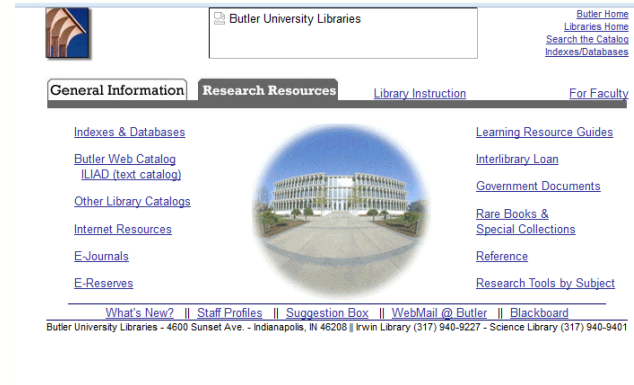 Butler University Libraries
Butler Home
Libraries Home
Search the Catalog
Indexes/Databases
General Information
Research Resources
Library Instruction
For Faculty
Indexes & Databases
Butler Web Catalog
ILIAD (text catalog)
Other Library Catalogs
Internet Resources
E-Journals
E-Reserves
Learning Resource Guides
Interlibrary Loan
Government Documents
Rare Books &
Special Collections
Reference
Research Tools by Subject
What's New? || Staff Profiles || Suggestion Box || WebMail @ Butler || Blackboard
Butler University Libraries - 4600 Sunset Ave. - Indianapolis, IN 46208 || Irwin Library (317) 940-9227 - Science Library (317) 940-9401